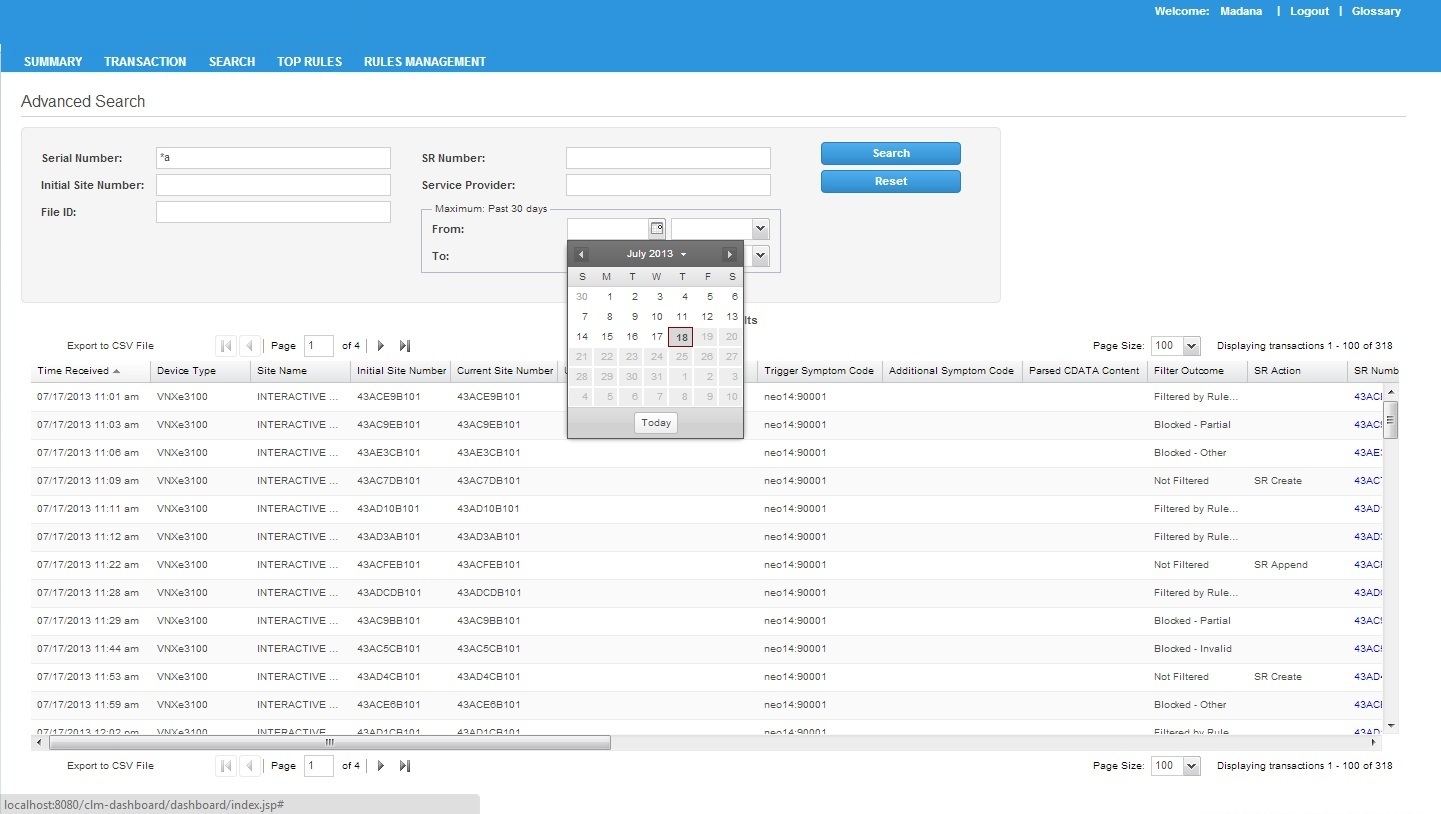 Welcome: Madana | Logout | Glossary
SUMMARY TRANSACTION SEARCH TOP RULES RULES MANAGEMENT
Advanced Search
Serial Number: *a SR Number: Search
Initial Site Number: Service Provider: Reset
File ID: Maximum: Past 30 days
From:
To:
July 2013
S M T W T F S
30 1 2 3 4 5 6
7 8 9 10 11 12 13
14 15 16 17 18 19 20
21 22 23 24 25 26 27
28 29 30 31 1 2 3
4 5 6 7 8 9 10
Today
Export to CSV File Page 1 of 4 Page Size: 100 Displaying transactions 1 - 100 of 318
Time Received Device Type Site Name Initial Site Number Current Site Number Trigger Symptom Code Additional Symptom Code Parsed CDATA Content Filter Outcome SR Action SR Numb
07/17/2013 11:01 am VNXe3100 INTERACTIVE ... 43ACE9B101 43ACE9B101 neo14:90001 Filtered by Rule... 43ACE
07/17/2013 11:03 am VNXe3100 INTERACTIVE ... 43AC9EB101 43AC9EB101 neo14:90001 Blocked - Partial 43AC9
07/17/2013 11:06 am VNXe3100 INTERACTIVE ... 43AE3CB101 43AE3CB101 neo14:90001 Blocked - Other 43AE3
07/17/2013 11:09 am VNXe3100 INTERACTIVE ... 43AC7DB101 43AC7DB101 neo14:90001 Not Filtered SR Create 43AC7
07/17/2013 11:11 am VNXe3100 INTERACTIVE ... 43AD10B101 43AD10B101 neo14:90001 Filtered by Rule... 43AD1
07/17/2013 11:12 am VNXe3100 INTERACTIVE ... 43AD3AB101 43AD3AB101 neo14:90001 Filtered by Rule... 43AD3
07/17/2013 11:22 am VNXe3100 INTERACTIVE ... 43ACFEB101 43ACFEB101 neo14:90001 Not Filtered SR Append 43ACF
07/17/2013 11:28 am VNXe3100 INTERACTIVE ... 43ADCDB101 43ADCDB101 neo14:90001 Filtered by Rule... 43ADC
07/17/2013 11:29 am VNXe3100 INTERACTIVE ... 43AC9BB101 43AC9BB101 neo14:90001 Blocked - Partial 43AC9
07/17/2013 11:44 am VNXe3100 INTERACTIVE ... 43AC5CB101 43AC5CB101 neo14:90001 Blocked - Invalid 43AC5
07/17/2013 11:53 am VNXe3100 INTERACTIVE ... 43AD4CB101 43AD4CB101 neo14:90001 Not Filtered SR Create 43AD4
07/17/2013 11:59 am VNXe3100 INTERACTIVE ... 43ACE6B101 43ACE6B101 neo14:90001 Blocked - Other 43ACE
07/17/2013 12:02 pm VNXe3100 INTERACTIVE 43AD1CB101 43AD1CB101 neo14:90001 Filtered by Rule
Export to CSV File Page 1 of 4 Page Size: 100 Displaying transactions 1 - 100 of 318
localhost:8080/clm-dashboard/dashboard/index.jsp#